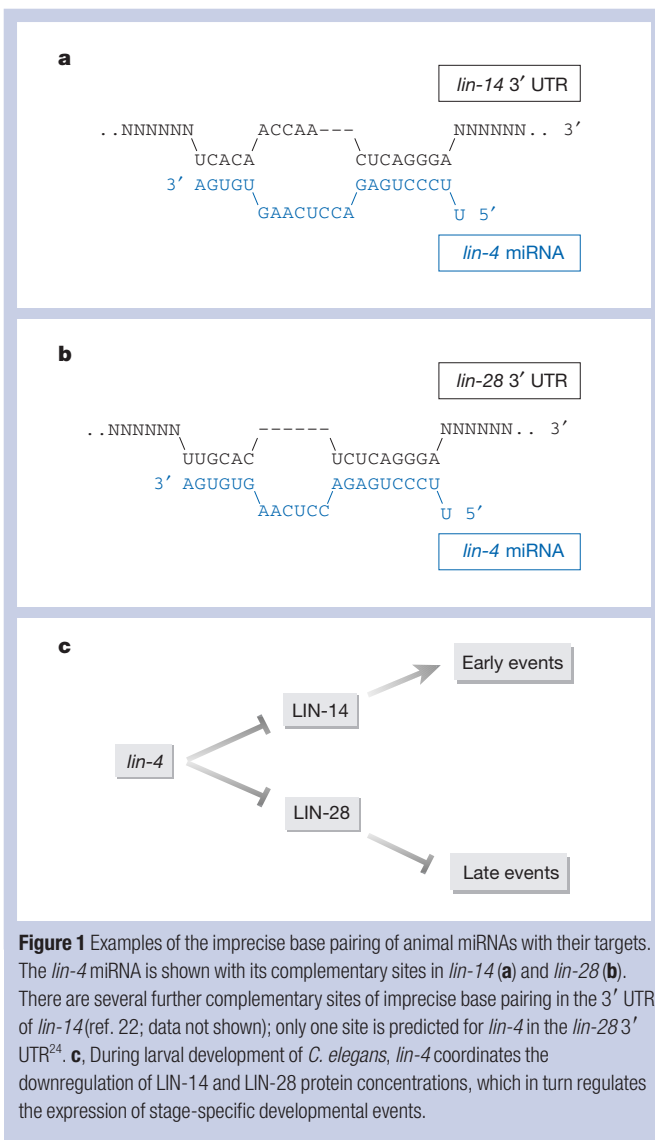 a
lin-14 3′ UTR
..NNNNNN ACCAA--- NNNNNN.. 3′
UCACA CUCAGGGA
3′ AGUGU GAGUCCCU
GAACUCCA U 5′
lin-4 miRNA
b
lin-28 3′ UTR
..NNNNNN ------ NNNNNN.. 3′
UUGCAC UCUCAGGGA
3′ AGUGUG AGAGUCCCU
AACUCC U 5′
lin-4 miRNA
c
Early events
LIN-14
lin-4
LIN-28
Late events
Figure 1 Examples of the imprecise base pairing of animal miRNAs with their targets.
The lin-4 miRNA is shown with its complementary sites in lin-14 (a) and lin-28 (b).
There are several further complementary sites of imprecise base pairing in the 3′ UTR
of lin-14 (ref. 22; data not shown); only one site is predicted for lin-4 in the lin-28 3′
UTR24. c, During larval development of C. elegans, lin-4 coordinates the
downregulation of LIN-14 and LIN-28 protein concentrations, which in turn regulates
the expression of stage-specific developmental events.